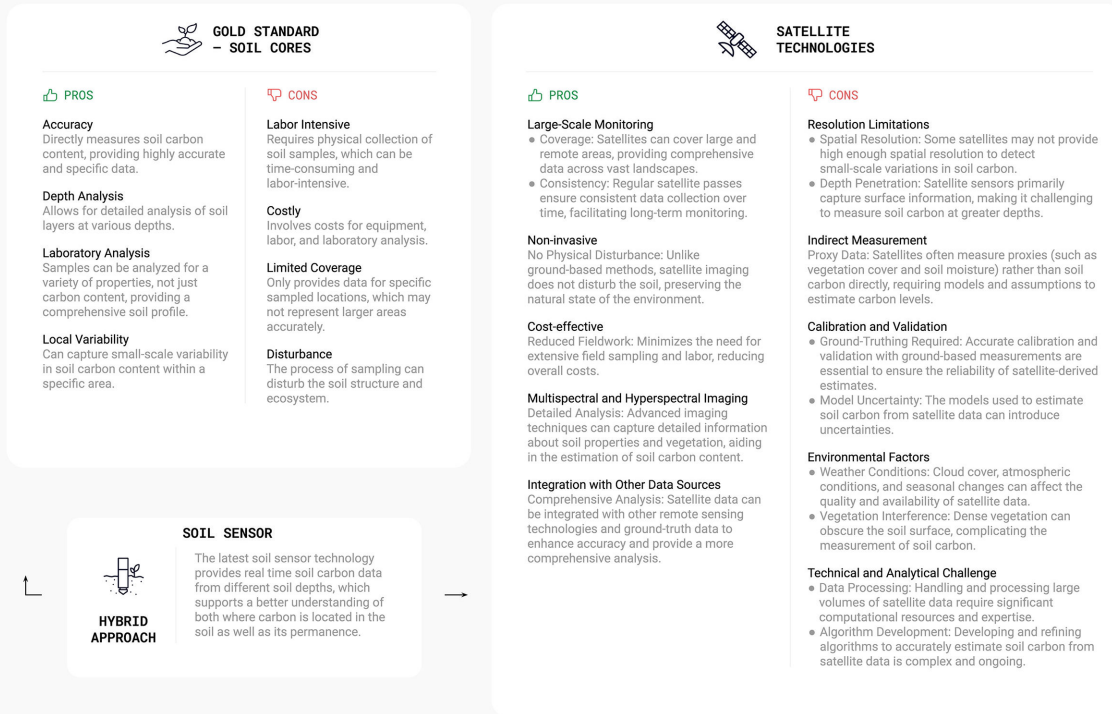 GOLD STANDARD
– SOIL CORES
PROS
Accuracy
Directly measures soil carbon
content, providing highly accurate
and specific data.
Depth Analysis
Allows for detailed analysis of soil
layers at various depths.
Laboratory Analysis
Samples can be analyzed for a
variety of properties, not just
carbon content, providing a
comprehensive soil profile.
Local Variability
Can capture small-scale variability
in soil carbon content within a
specific area.
CONS
Labor Intensive
Requires physical collection of
soil samples, which can be
time-consuming and
labor-intensive.
Costly
Involves costs for equipment,
labor, and laboratory analysis.
Limited Coverage
Only provides data for specific
sampled locations, which may
not represent larger areas
accurately.
Disturbance
The process of sampling can
disturb the soil structure and
ecosystem.
SOIL SENSOR
HYBRID
APPROACH
The latest soil sensor technology
provides real time soil carbon data
from different soil depths, which
supports a better understanding of
both where carbon is located in the
soil as well as its permanence.
SATELLITE
TECHNOLOGIES
PROS
Large-Scale Monitoring
● Coverage: Satellites can cover large and
remote areas, providing comprehensive
data across vast landscapes.
● Consistency: Regular satellite passes
ensure consistent data collection over
time, facilitating long-term monitoring.
Non-invasive
No Physical Disturbance: Unlike
ground-based methods, satellite imaging
does not disturb the soil, preserving the
natural state of the environment.
Cost-effective
Reduced Fieldwork: Minimizes the need for
extensive field sampling and labor, reducing
overall costs.
Multispectral and Hyperspectral Imaging
Detailed Analysis: Advanced imaging
techniques can capture detailed information
about soil properties and vegetation, aiding
in the estimation of soil carbon content.
Integration with Other Data Sources
Comprehensive Analysis: Satellite data can
be integrated with other remote sensing
technologies and ground-truth data to
enhance accuracy and provide a more
comprehensive analysis.
CONS
Resolution Limitations
● Spatial Resolution: Some satellites may not provide
high enough spatial resolution to detect
small-scale variations in soil carbon.
● Depth Penetration: Satellite sensors primarily
capture surface information, making it challenging
to measure soil carbon at greater depths.
Indirect Measurement
Proxy Data: Satellites often measure proxies (such as
vegetation cover and soil moisture) rather than soil
carbon directly, requiring models and assumptions to
estimate carbon levels.
Calibration and Validation
● Ground-Truthing Required: Accurate calibration and
validation with ground-based measurements are
essential to ensure the reliability of satellite-derived
estimates.
● Model Uncertainty: The models used to estimate
soil carbon from satellite data can introduce
uncertainties.
Environmental Factors
● Weather Conditions: Cloud cover, atmospheric
conditions, and seasonal changes can affect the
quality and availability of satellite data.
● Vegetation Interference: Dense vegetation can
obscure the soil surface, complicating the
measurement of soil carbon.
Technical and Analytical Challenge
● Data Processing: Handling and processing large
volumes of satellite data require significant
computational resources and expertise.
● Algorithm Development: Developing and refining
algorithms to accurately estimate soil carbon from
satellite data is complex and ongoing.